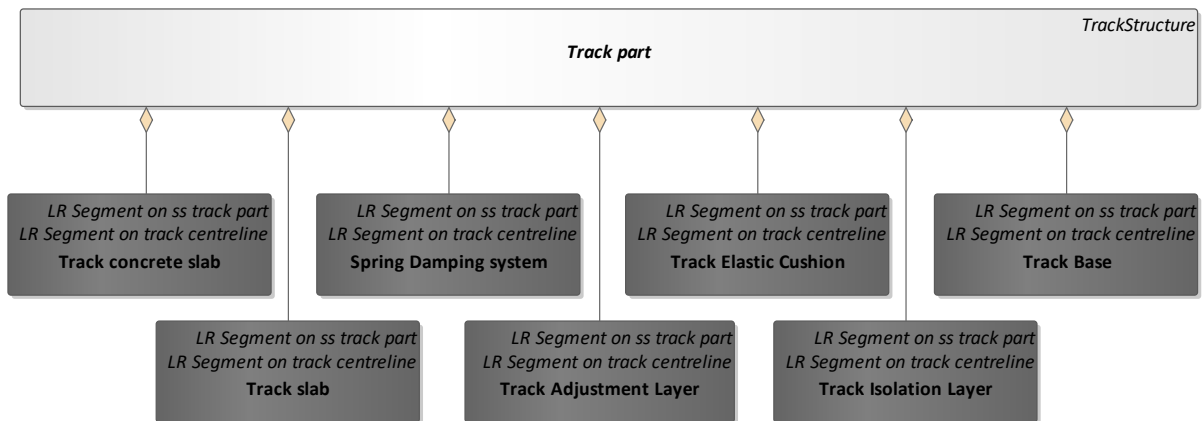 TrackStructure
Track part
LR Segment on ss track part
LR Segment on track centreline
Track concrete slab
LR Segment on ss track part
LR Segment on track centreline
Spring Damping system
LR Segment on ss track part
LR Segment on track centreline
Track Elastic Cushion
LR Segment on ss track part
LR Segment on track centreline
Track Base
LR Segment on ss track part
LR Segment on track centreline
Track slab
LR Segment on ss track part
LR Segment on track centreline
Track Adjustment Layer
LR Segment on ss track part
LR Segment on track centreline
Track Isolation Layer